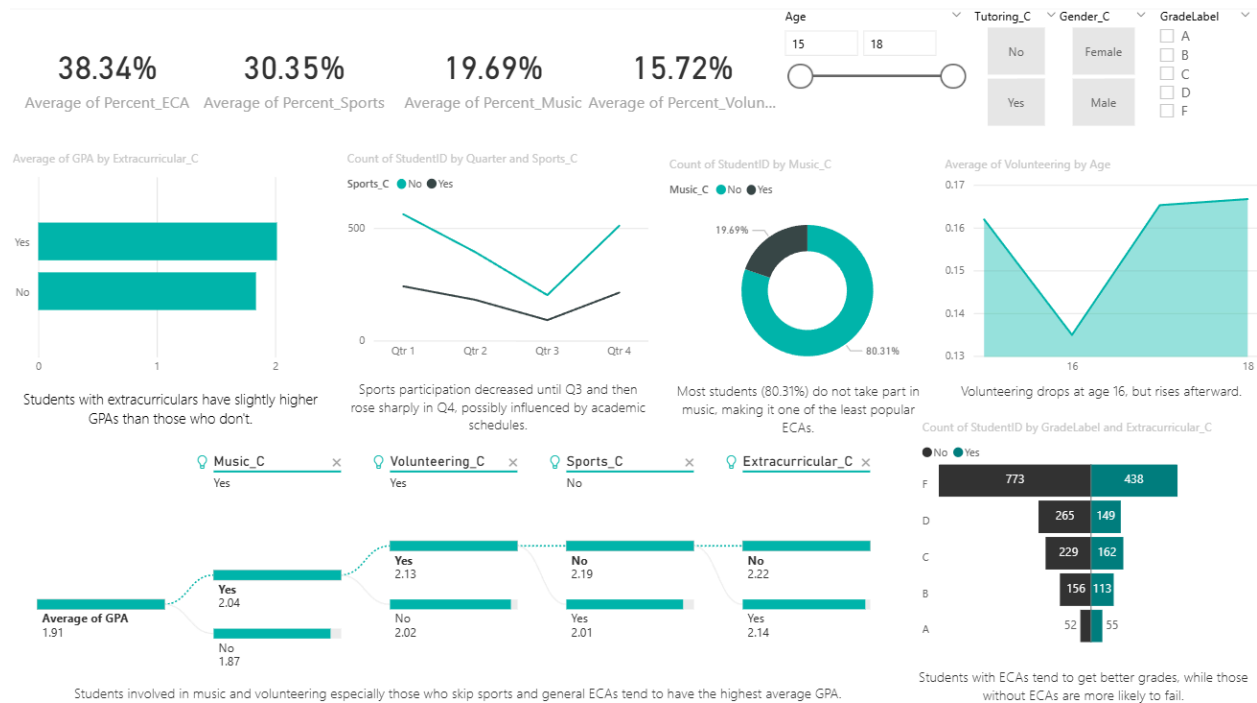 38.34%
Average of Percent_ECA
30.35%
Average of Percent_Sports
19.69%
Average of Percent_Music
15.72%
Average of Percent_Volun...
Age
15
18
Tutoring_C
No
Yes
Gender_C
Female
Male
GradeLabel
A
B
C
D
F
Average of GPA by Extracurricular_C
Yes
No
0
1
2
Students with extracurriculars have slightly higher
GPAs than those who don't.
Count of StudentID by Quarter and Sports_C
Sports_C No Yes
500
0
Qtr 1
Qtr 2
Qtr 3
Qtr 4
Sports participation decreased until Q3 and then
rose sharply in Q4, possibly influenced by academic
schedules.
Count of StudentID by Music_C
Music_C No Yes
19.69%
80.31%
Most students (80.31%) do not take part in
music, making it one of the least popular
ECAs.
Average of Volunteering by Age
0.17
0.16
0.15
0.14
0.13
16
18
Volunteering drops at age 16, but rises afterward.
Music_C
Yes
Volunteering_C
Yes
Sports_C
No
Extracurricular_C
No
Average of GPA
1.91
Yes
2.04
No
1.87
Yes
2.13
No
2.02
No
2.19
Yes
2.01
No
2.22
Yes
2.14
Students involved in music and volunteering especially those who skip sports and general ECAs tend to have the highest average GPA.
Count of StudentID by GradeLabel and Extracurricular_C
No Yes
F 773 438
D 265 149
C 229 162
B 156 113
A 52 55
Students with ECAs tend to get better grades, while those
without ECAs are more likely to fail.